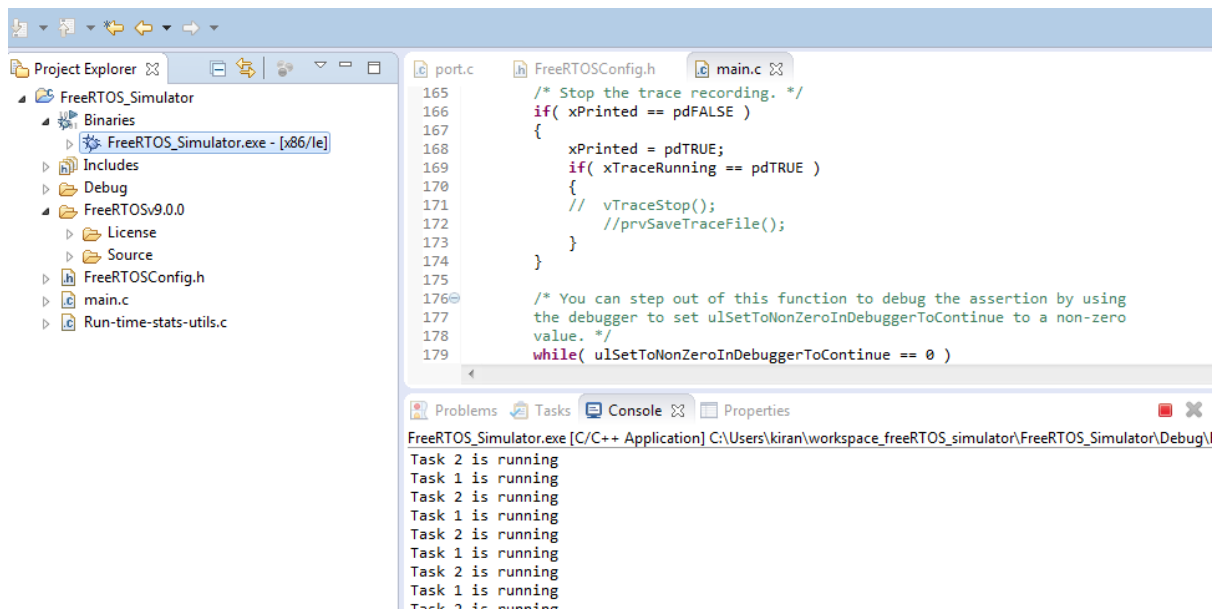 Project Explorer
FreeRTOS_Simulator
Binaries
FreeRTOS_Simulator.exe - [x86/le]
Includes
Debug
FreeRTOSv9.0.0
License
Source
FreeRTOSConfig.h
main.c
Run-time-stats-utils.c
port.c FreeRTOSConfig.h main.c
165 /* Stop the trace recording. */
166 if( xPrinted == pdFALSE )
167 {
168 xPrinted = pdTRUE;
169 if( xTraceRunning == pdTRUE )
170 {
171 // vTraceStop();
172 //prvSaveTraceFile();
173 }
174 }
175
176 /* You can step out of this function to debug the assertion by using
177 the debugger to set ulSetToNonZeroInDebuggerToContinue to a non-zero
178 value. */
179 while( ulSetToNonZeroInDebuggerToContinue == 0 )
Problems Tasks Console Properties
FreeRTOS_Simulator.exe [C/C++ Application] C:\Users\kiran\workspace_freeRTOS_simulator\FreeRTOS_Simulator\Debug\
Task 2 is running
Task 1 is running
Task 2 is running
Task 1 is running
Task 2 is running
Task 1 is running
Task 2 is running
Task 1 is running
Task 2 is running